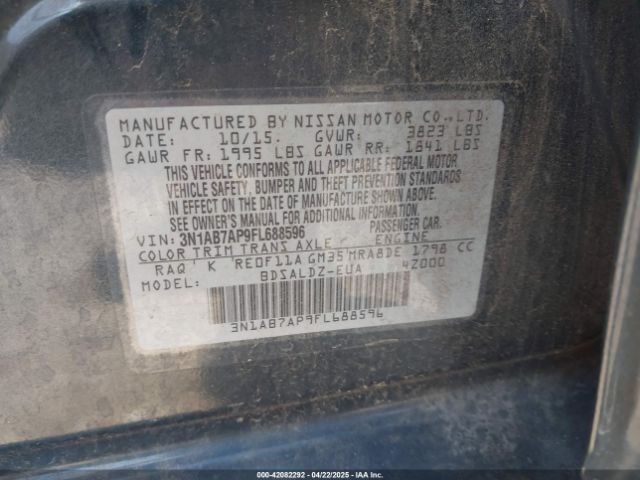 MANUFACTURED BY NISSAN MOTOR CO.,LTD.
DATE: 10/15. GVWR: 3823 LBS
GAWR FR: 1995 LBS GAWR RR: 1841 LBS
THIS VEHICLE CONFORMS TO ALL APPLICABLE FEDERAL MOTOR
VEHICLE SAFETY, BUMPER AND THEFT PREVENTION STANDARDS
IN EFFECT ON THE DATE OF MANUFACTURE SHOWN ABOVE.
SEE OWNER'S MANUAL FOR ADDITIONAL INFORMATION.
VIN: 3N1AB7AP9FL688596 PASSENGER CAR.
COLOR TRIM TRANS AXLE ENGINE
RAQ K RE0F11A GM35 MRA8DE 1798 CC
MODEL: BDSALDZ-EUA 4Z000
3N1AB7AP9FL688596
000-42082292 - 04/22/2025 - IAA Inc.